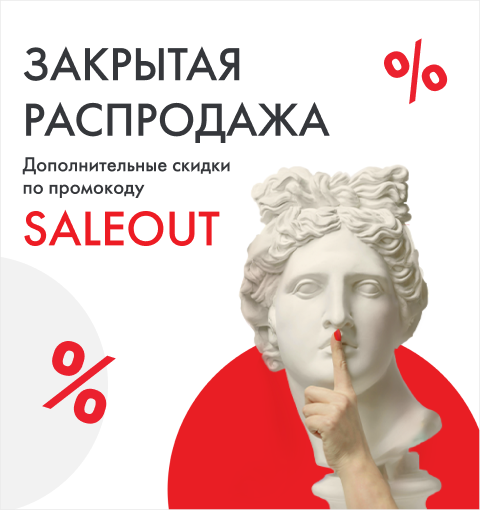 ЗАКРЫТАЯ
РАСПРОДАЖА
%
Дополнительные скидки
по промокоду
SALEOUT
%